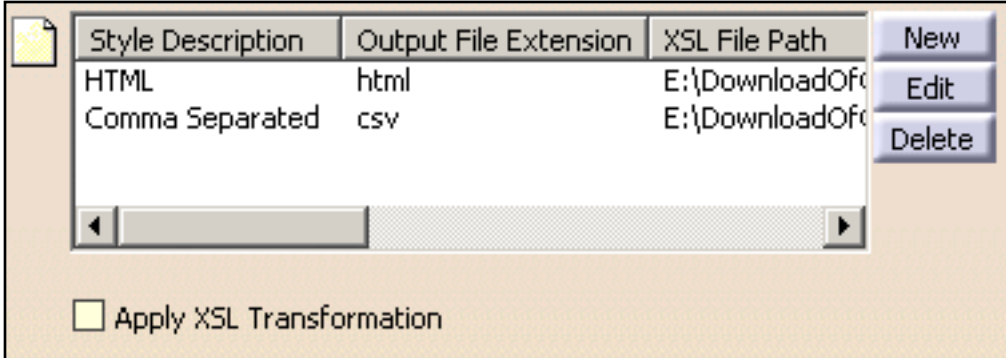 Style Description Output File Extension XSL File Path New
HTML html E:\DownloadOf Edit
Comma Separated csv E:\DownloadOf Delete
Apply XSL Transformation